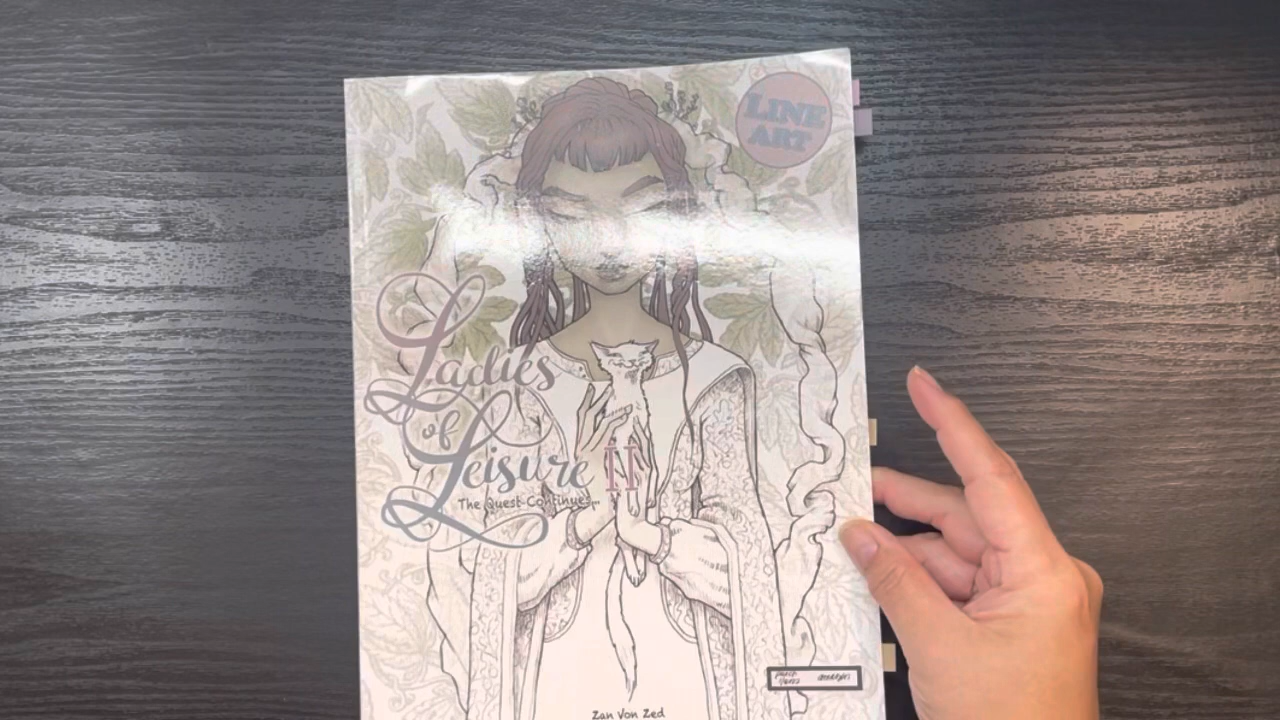 LINE
ART
Ladies
of
Leisure II
The Quest Continues...
Zan Von Zed